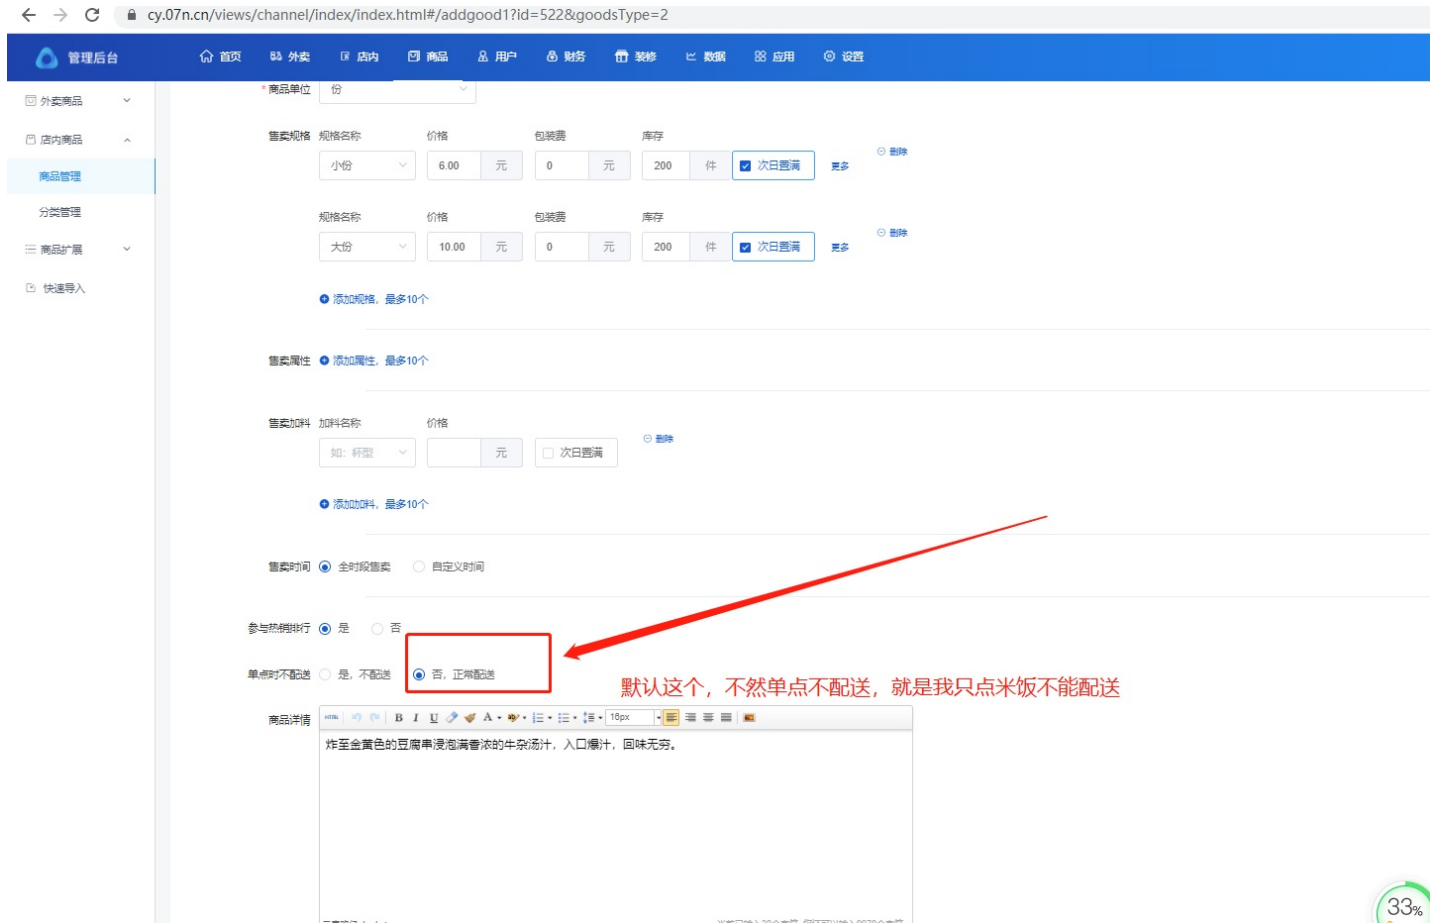 cy.07n.cn/views/channel/index/index.html#/addgood1?id=522&goodsType=2
管理后台 首页 外卖 店内 商品 用户 财务 装修 数据 应用 设置
外卖商品
店内商品
商品管理
分类管理
商品扩展
快速导入
*商品单位 份
售卖规格 规格名称 价格 包装费 库存
小份 6.00 元 0 元 200 件 次日置满 更多 删除
规格名称 价格 包装费 库存
大份 10.00 元 0 元 200 件 次日置满 更多 删除
添加规格，最多10个
售卖属性 添加属性，最多10个
售卖加料 加料名称 价格
如：杯型 元 次日置满 删除
添加加料，最多10个
售卖时间 全时段售卖 自定义时间
参与热销排行 是 否
单点时不配送 是，不配送 否，正常配送
默认这个，不然单点不配送，就是我只点米饭不能配送
商品详情 HTML B I U A 16px
炸至金黄色的豆腐串浸泡满香浓的牛杂汤汁，入口爆汁，回味无穷。
33%